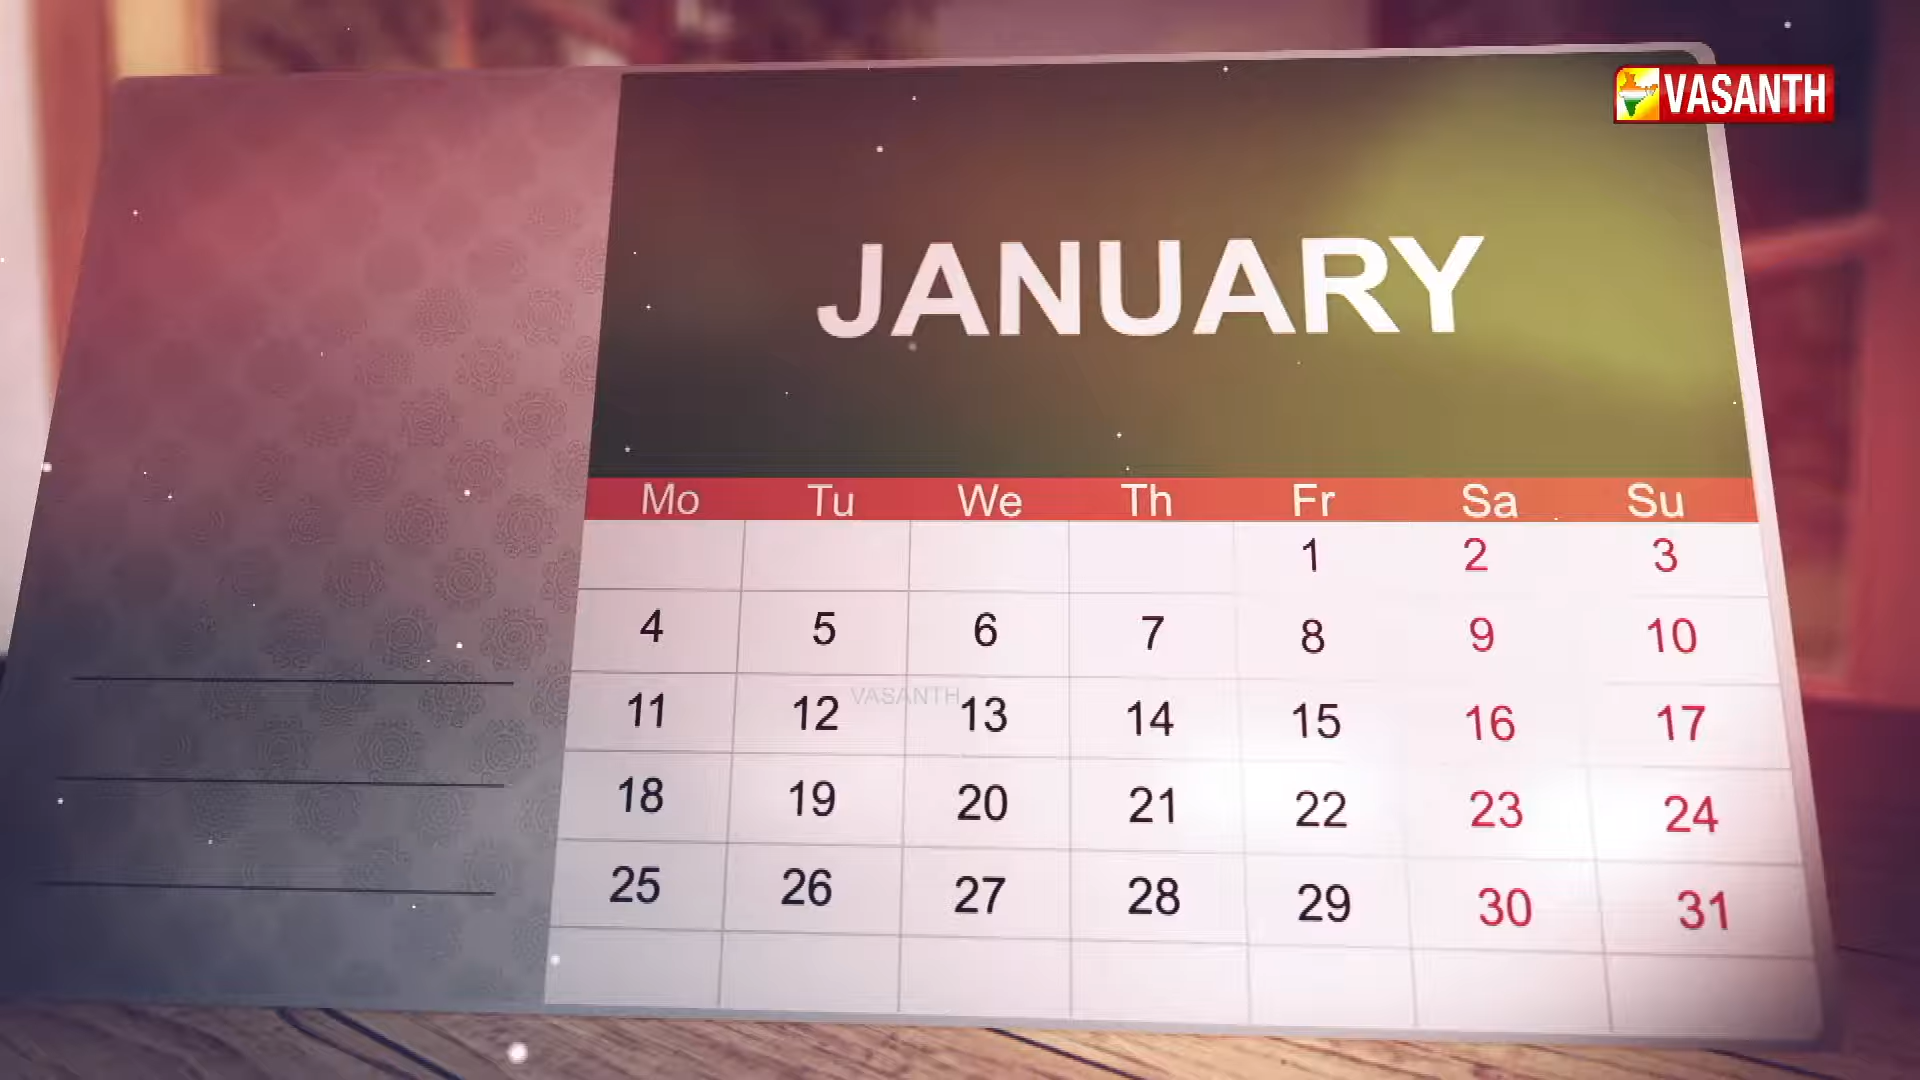 VASANTH
JANUARY
Mo Tu We Th Fr Sa Su
1 2 3
4 5 6 7 8 9 10
11 12 13 14 15 16 17
VASANTH
18 19 20 21 22 23 24
25 26 27 28 29 30 31